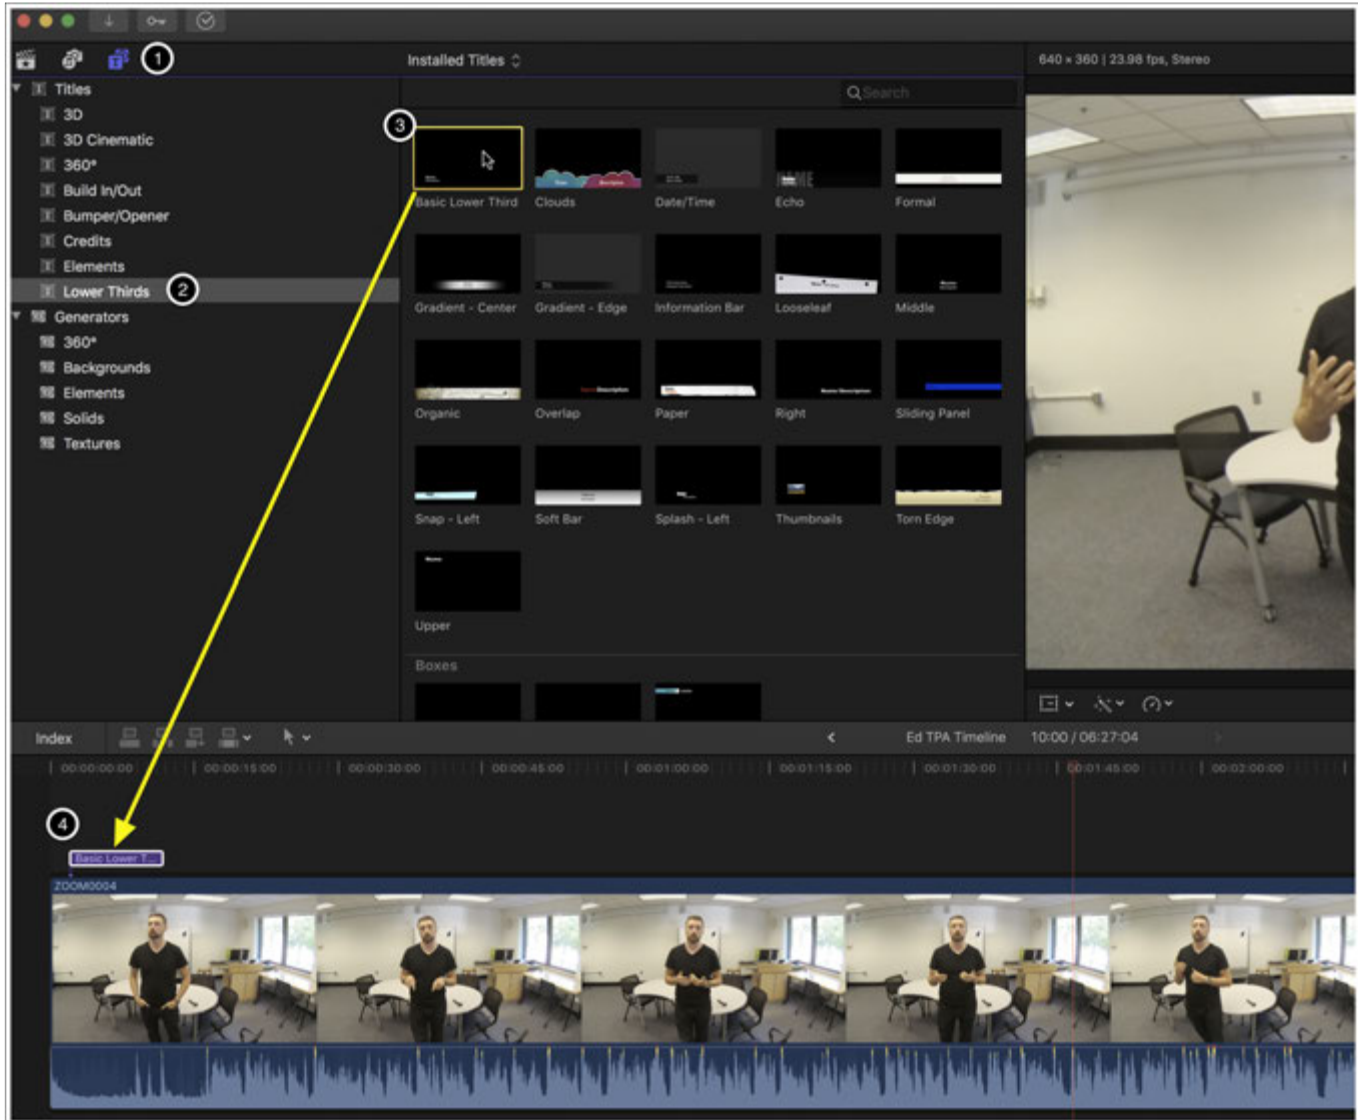 1
Installed Titles
640 × 360 | 23.98 fps, Stereo
Titles
Search
3D
3
3D Cinematic
360°
Build In/Out
Basic Lower Third Clouds Date/Time Echo Formal
Bumper/Opener
Credits
Elements
Lower Thirds 2
Gradient - Center Gradient - Edge Information Bar Looseleaf Middle
Generators
360°
Backgrounds
Elements
Organic Overlap Paper Right Sliding Panel
Solids
Textures
Snap - Left Soft Bar Splash - Left Thumbnails Torn Edge
Name
Upper
Boxes
Index Ed TPA Timeline 10:00 / 06:27:04
00:00:00:00 00:00:15:00 00:00:30:00 00:00:45:00 00:01:00:00 00:01:15:00 00:01:30:00 00:01:45:00 00:02:00:00
4
Basic Lower T...
ZOOM0004